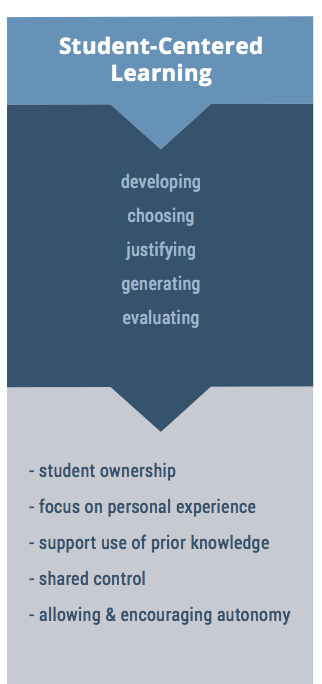 Student-Centered
Learning
developing
choosing
justifying
generating
evaluating
- student ownership
- focus on personal experience
- support use of prior knowledge
- shared control
- allowing & encouraging autonomy